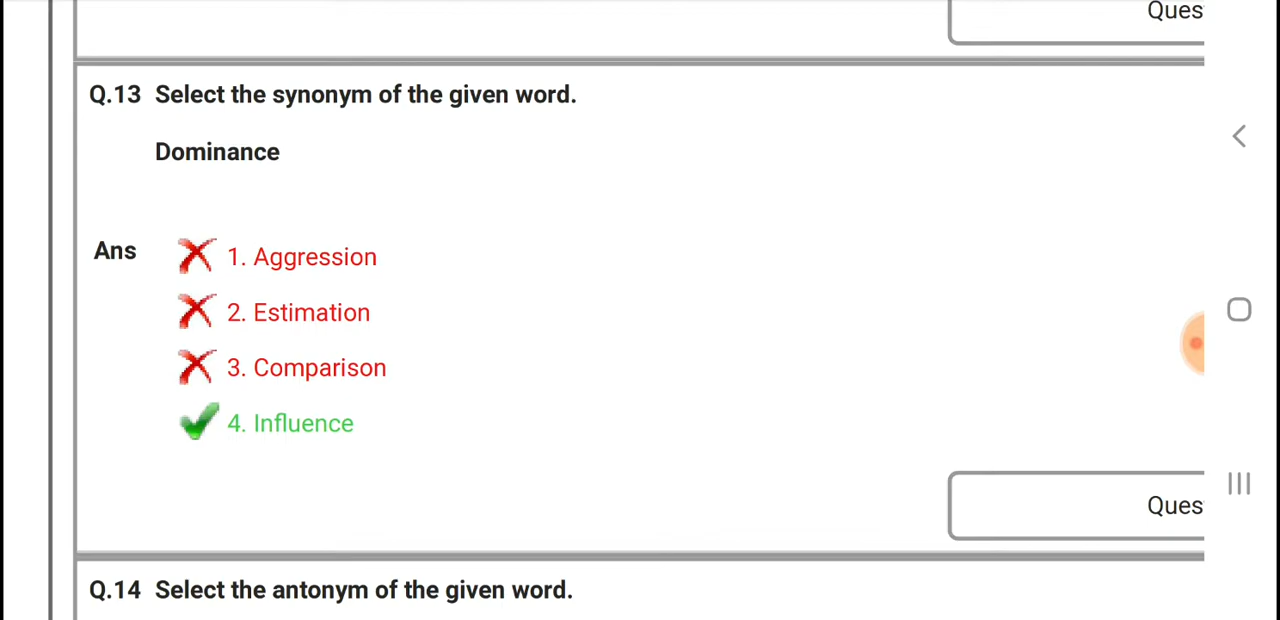 Ques
Q.13 Select the synonym of the given word.
Dominance
Ans 1. Aggression
2. Estimation
3. Comparison
4. Influence
Ques
Q.14 Select the antonym of the given word.